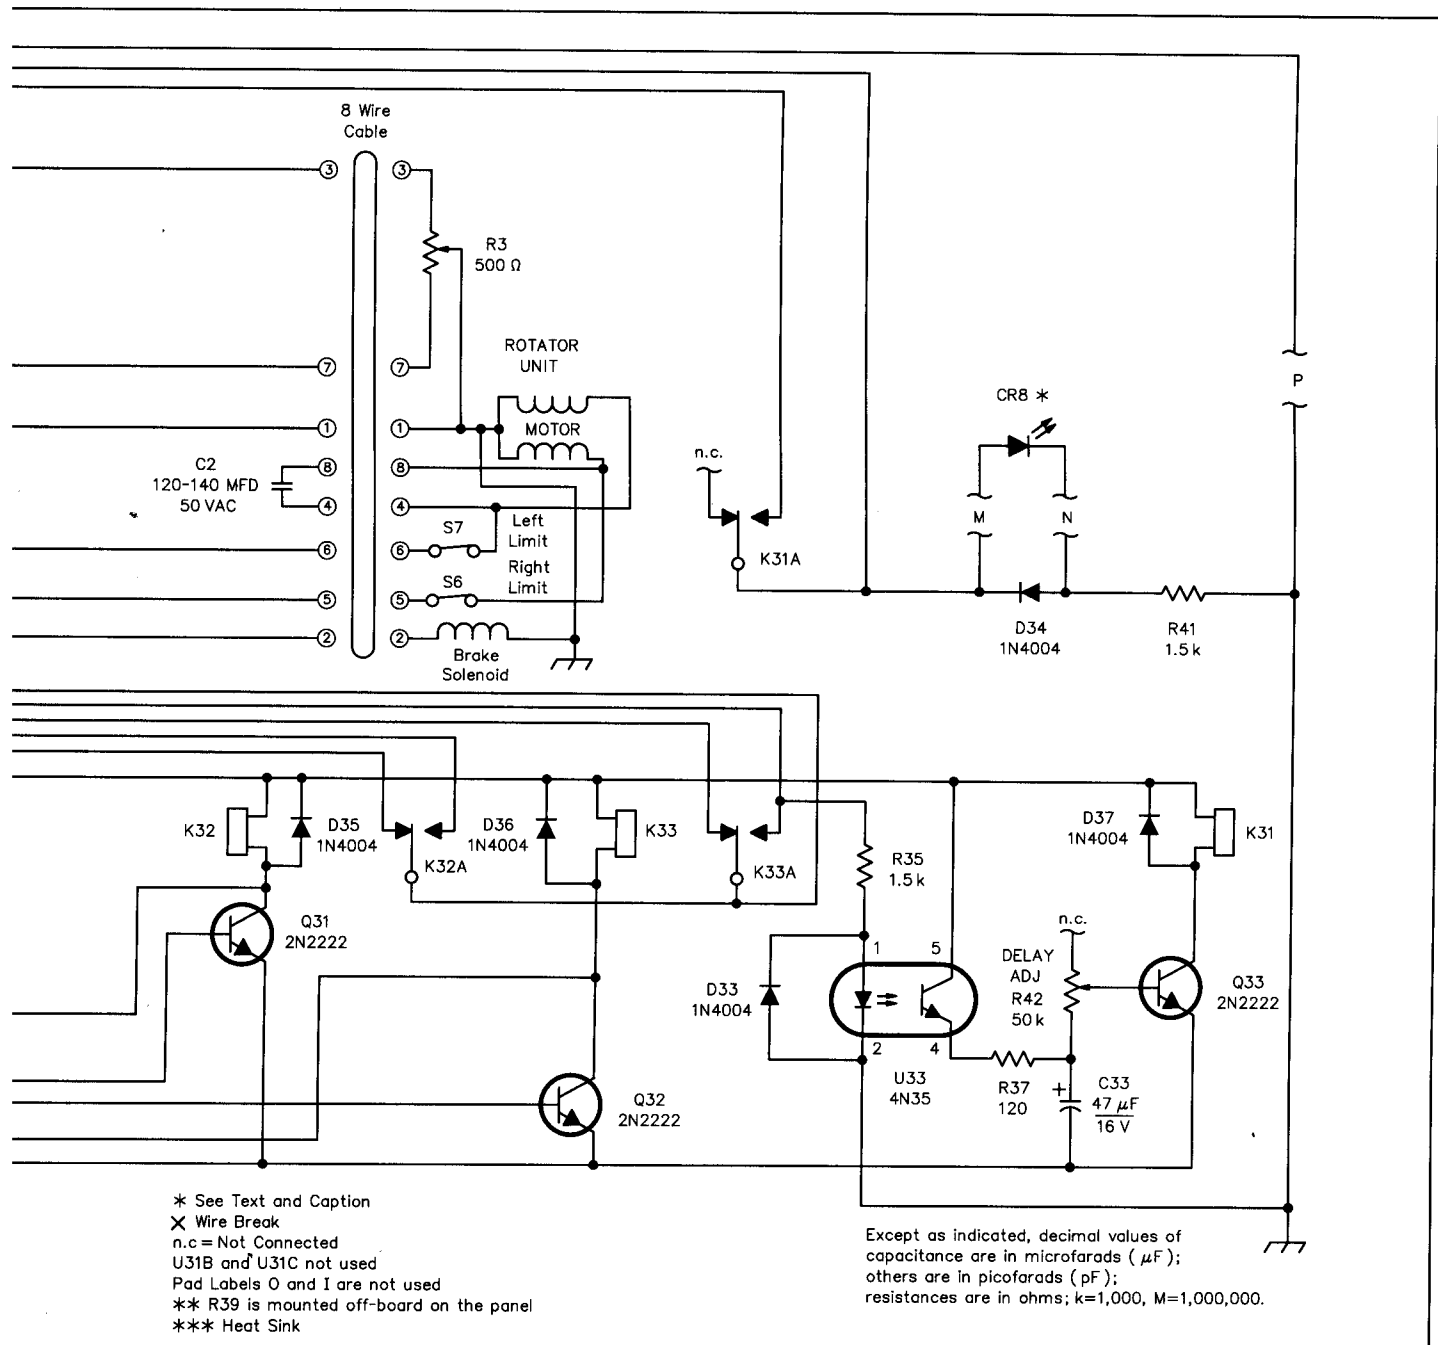 8 Wire
Cable
3
3
R3
500 Ω
7
7
ROTATOR
UNIT
P
CR8 *
1
1
MOTOR
n.c.
C2
120-140 MFD
50 VAC
8
8
4
4
S7
Left
Limit
M
N
6
6
K31A
Right
Limit
S6
5
5
D34
1N4004
R41
1.5 k
2
2
Brake
Solenoid
K32
D35
1N4004
K32A
D36
1N4004
K33
K33A
R35
1.5 k
D37
1N4004
K31
Q31
2N2222
n.c.
1
5
DELAY
ADJ
R42
50 k
D33
1N4004
Q33
2N2222
2
4
U33
4N35
R37
120
+
C33
47 μF
16 V
Q32
2N2222
* See Text and Caption
X Wire Break
n.c = Not Connected
U31B and U31C not used
Pad Labels O and I are not used
** R39 is mounted off-board on the panel
*** Heat Sink
Except as indicated, decimal values of
capacitance are in microfarads ( μF );
others are in picofarads ( pF );
resistances are in ohms; k=1,000, M=1,000,000.